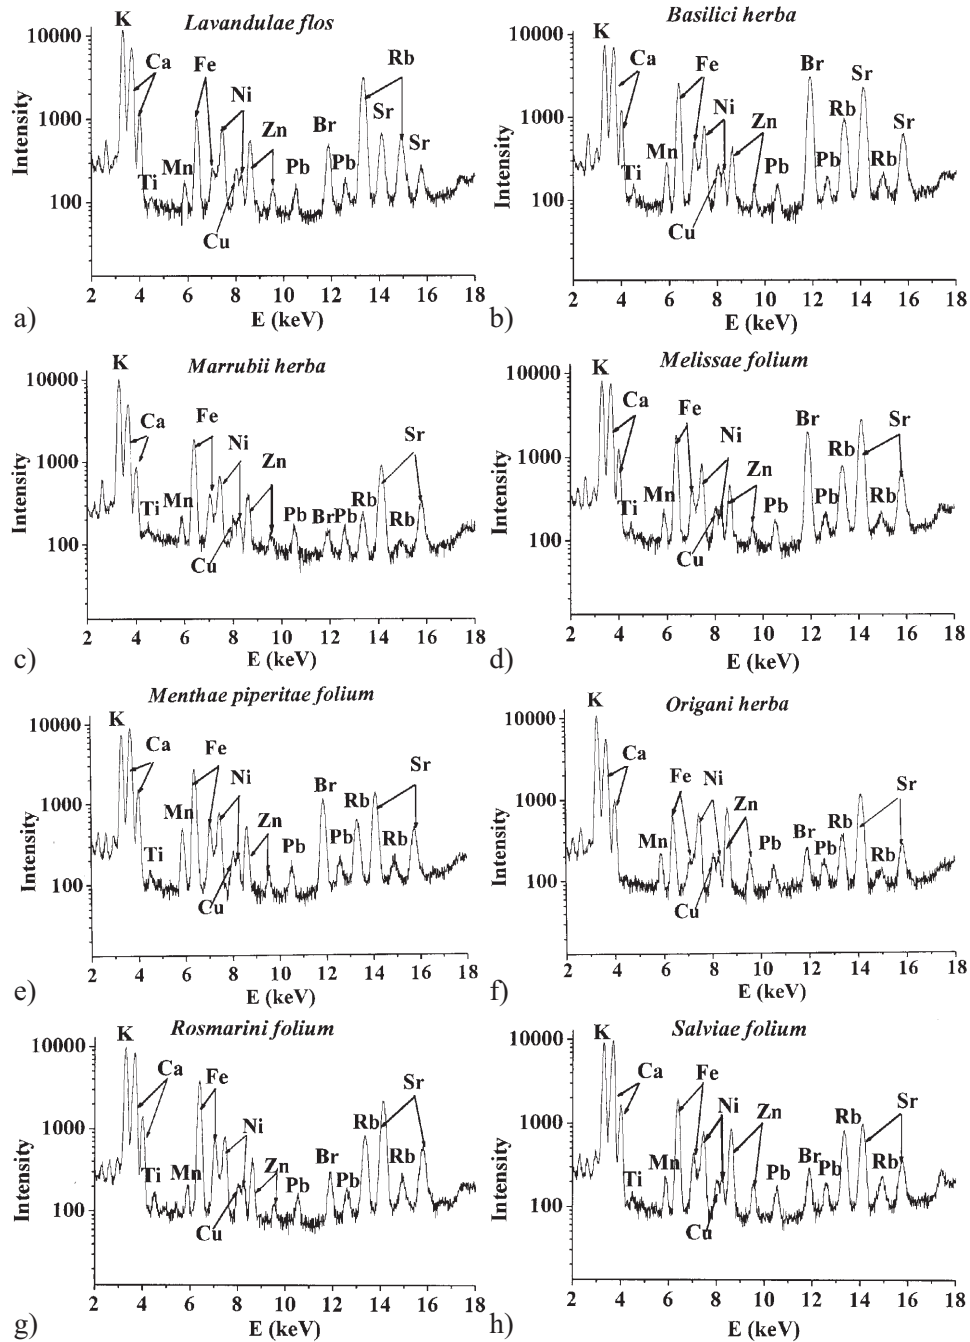 Lavandulae flos
K
Ca
Fe
Ni
Zn
Rb
Sr
Sr
Br
Pb
Pb
Mn
Ti
Cu
Intensity
10000
1000
100
2 4 6 8 10 12 14 16 18
E (keV)
a)
Basilici herba
K
Ca
Fe
Ni
Zn
Br
Sr
Rb
Mn
Ti
Pb
Pb
Rb
Cu
Intensity
10000
1000
100
2 4 6 8 10 12 14 16 18
E (keV)
b)
Marrubii herba
K
Ca
Fe
Ni
Zn
Sr
Ti
Mn
Pb
Br
Pb
Rb
Rb
Cu
Intensity
10000
1000
100
2 4 6 8 10 12 14 16 18
E (keV)
c)
Melissae folium
K
Ca
Fe
Ni
Zn
Br
Rb
Sr
Ti
Mn
Pb
Pb
Rb
Cu
Intensity
10000
1000
100
2 4 6 8 10 12 14 16 18
E (keV)
d)
Menthae piperitae folium
K
Ca
Fe
Ni
Zn
Br
Rb
Sr
Mn
Ti
Pb
Pb
Rb
Cu
Intensity
10000
1000
100
2 4 6 8 10 12 14 16 18
E (keV)
e)
Origani herba
K
Ca
Fe
Ni
Zn
Sr
Mn
Pb
Br
Pb
Rb
Rb
Cu
Intensity
10000
1000
100
2 4 6 8 10 12 14 16 18
E (keV)
f)
Rosmarini folium
K
Ca
Fe
Ni
Zn
Sr
Rb
Ti
Mn
Pb
Br
Pb
Rb
Cu
Intensity
10000
1000
100
2 4 6 8 10 12 14 16 18
E (keV)
g)
Salviae folium
K
Ca
Fe
Ni
Zn
Rb
Sr
Ti
Mn
Pb
Br
Pb
Rb
Cu
Intensity
10000
1000
100
2 4 6 8 10 12 14 16 18
E (keV)
h)